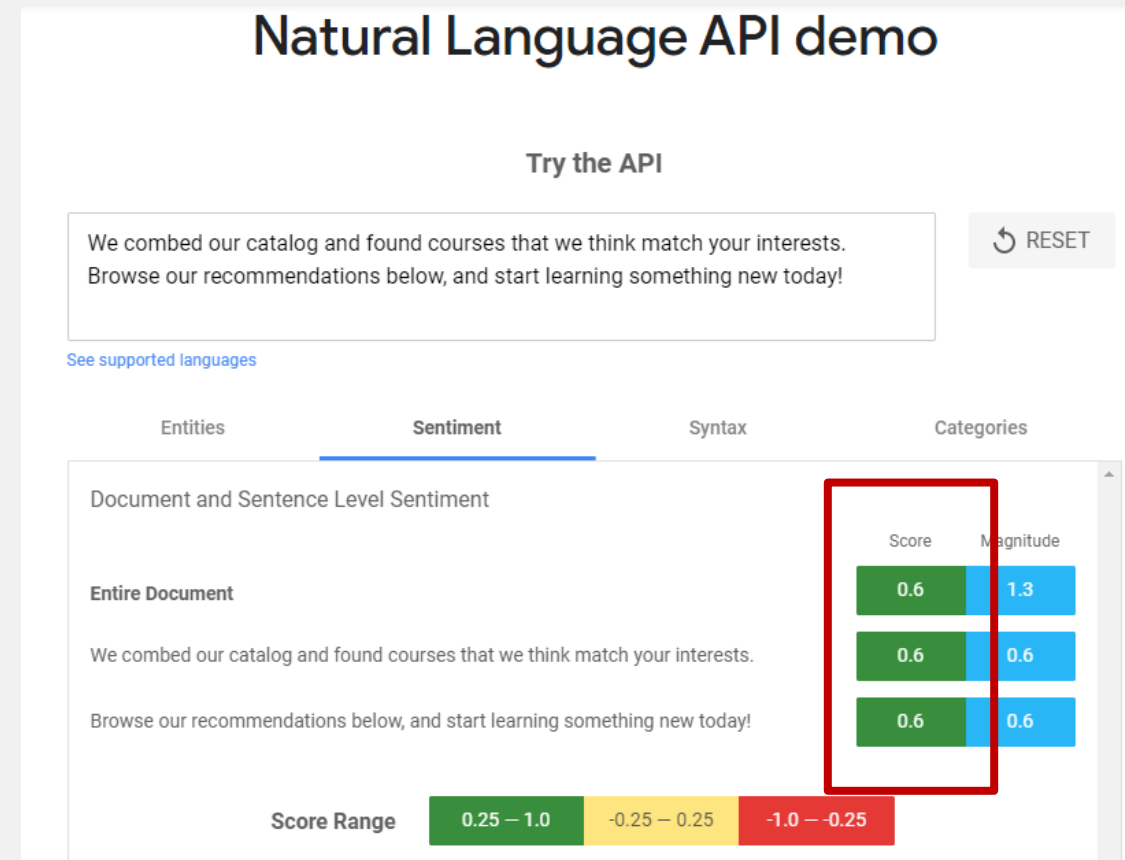 Natural Language API demo
Try the API
We combed our catalog and found courses that we think match your interests.
Browse our recommendations below, and start learning something new today!
RESET
See supported languages
Entities Sentiment Syntax Categories
Document and Sentence Level Sentiment
Score Magnitude
Entire Document 0.6 1.3
We combed our catalog and found courses that we think match your interests. 0.6 0.6
Browse our recommendations below, and start learning something new today! 0.6 0.6
Score Range 0.25 — 1.0 -0.25 — 0.25 -1.0 — -0.25